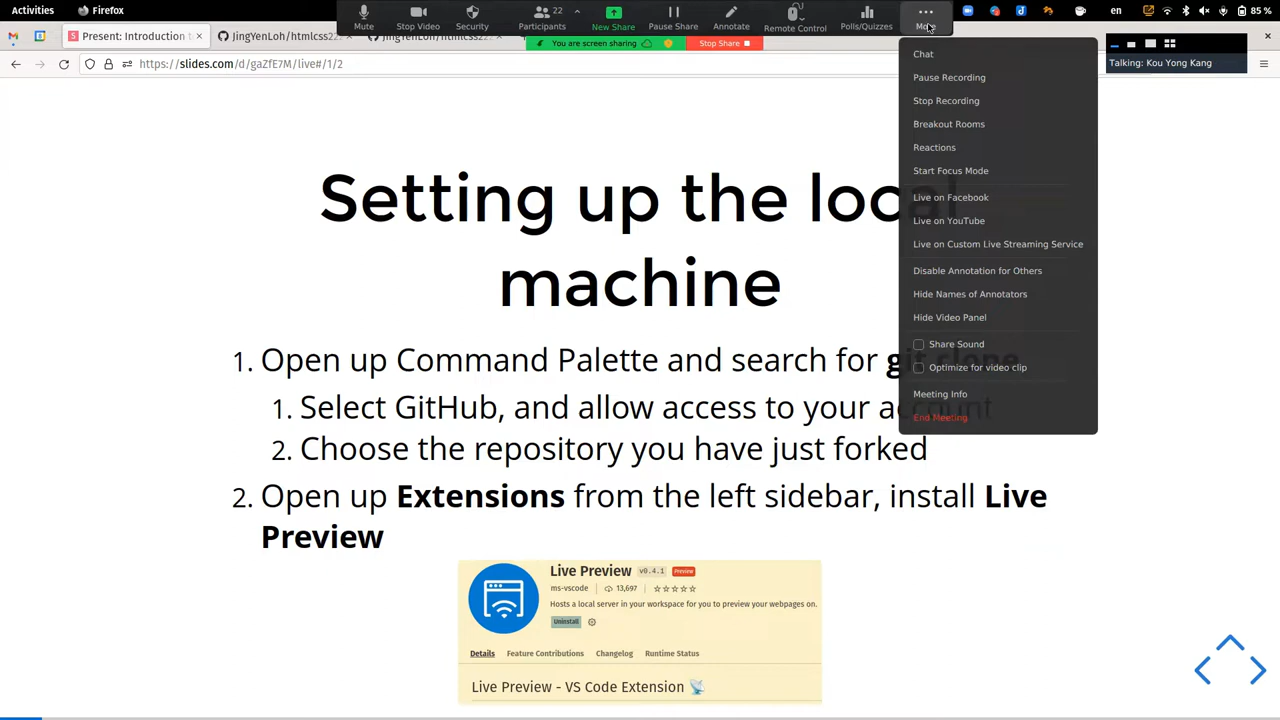 Activities
Firefox
en
85 %
Mute
Stop Video
Security
Participants
22
New Share
Pause Share
Annotate
Remote Control
Polls/Quizzes
More
You are screen sharing
Stop Share
Present: Introduction t
JingYenLoh/htmlcss22
JingYenLoh/htmlcss2
https://slides.com/d/gaZfE7M/live#/1/2
Talking: Kou Yong Kang
Chat
Pause Recording
Stop Recording
Breakout Rooms
Reactions
Start Focus Mode
Live on Facebook
Live on YouTube
Live on Custom Live Streaming Service
Disable Annotation for Others
Hide Names of Annotators
Hide Video Panel
Share Sound
Optimize for video clip
Meeting Info
End Meeting
Setting up the local
machine
1. Open up Command Palette and search for git clone
1. Select GitHub, and allow access to your account
2. Choose the repository you have just forked
2. Open up Extensions from the left sidebar, install Live
Preview
Live Preview v0.4.1 Preview
ms-vscode 13,697
Hosts a local server in your workspace for you to preview your webpages on.
Uninstall
Details Feature Contributions Changelog Runtime Status
Live Preview - VS Code Extension 📡